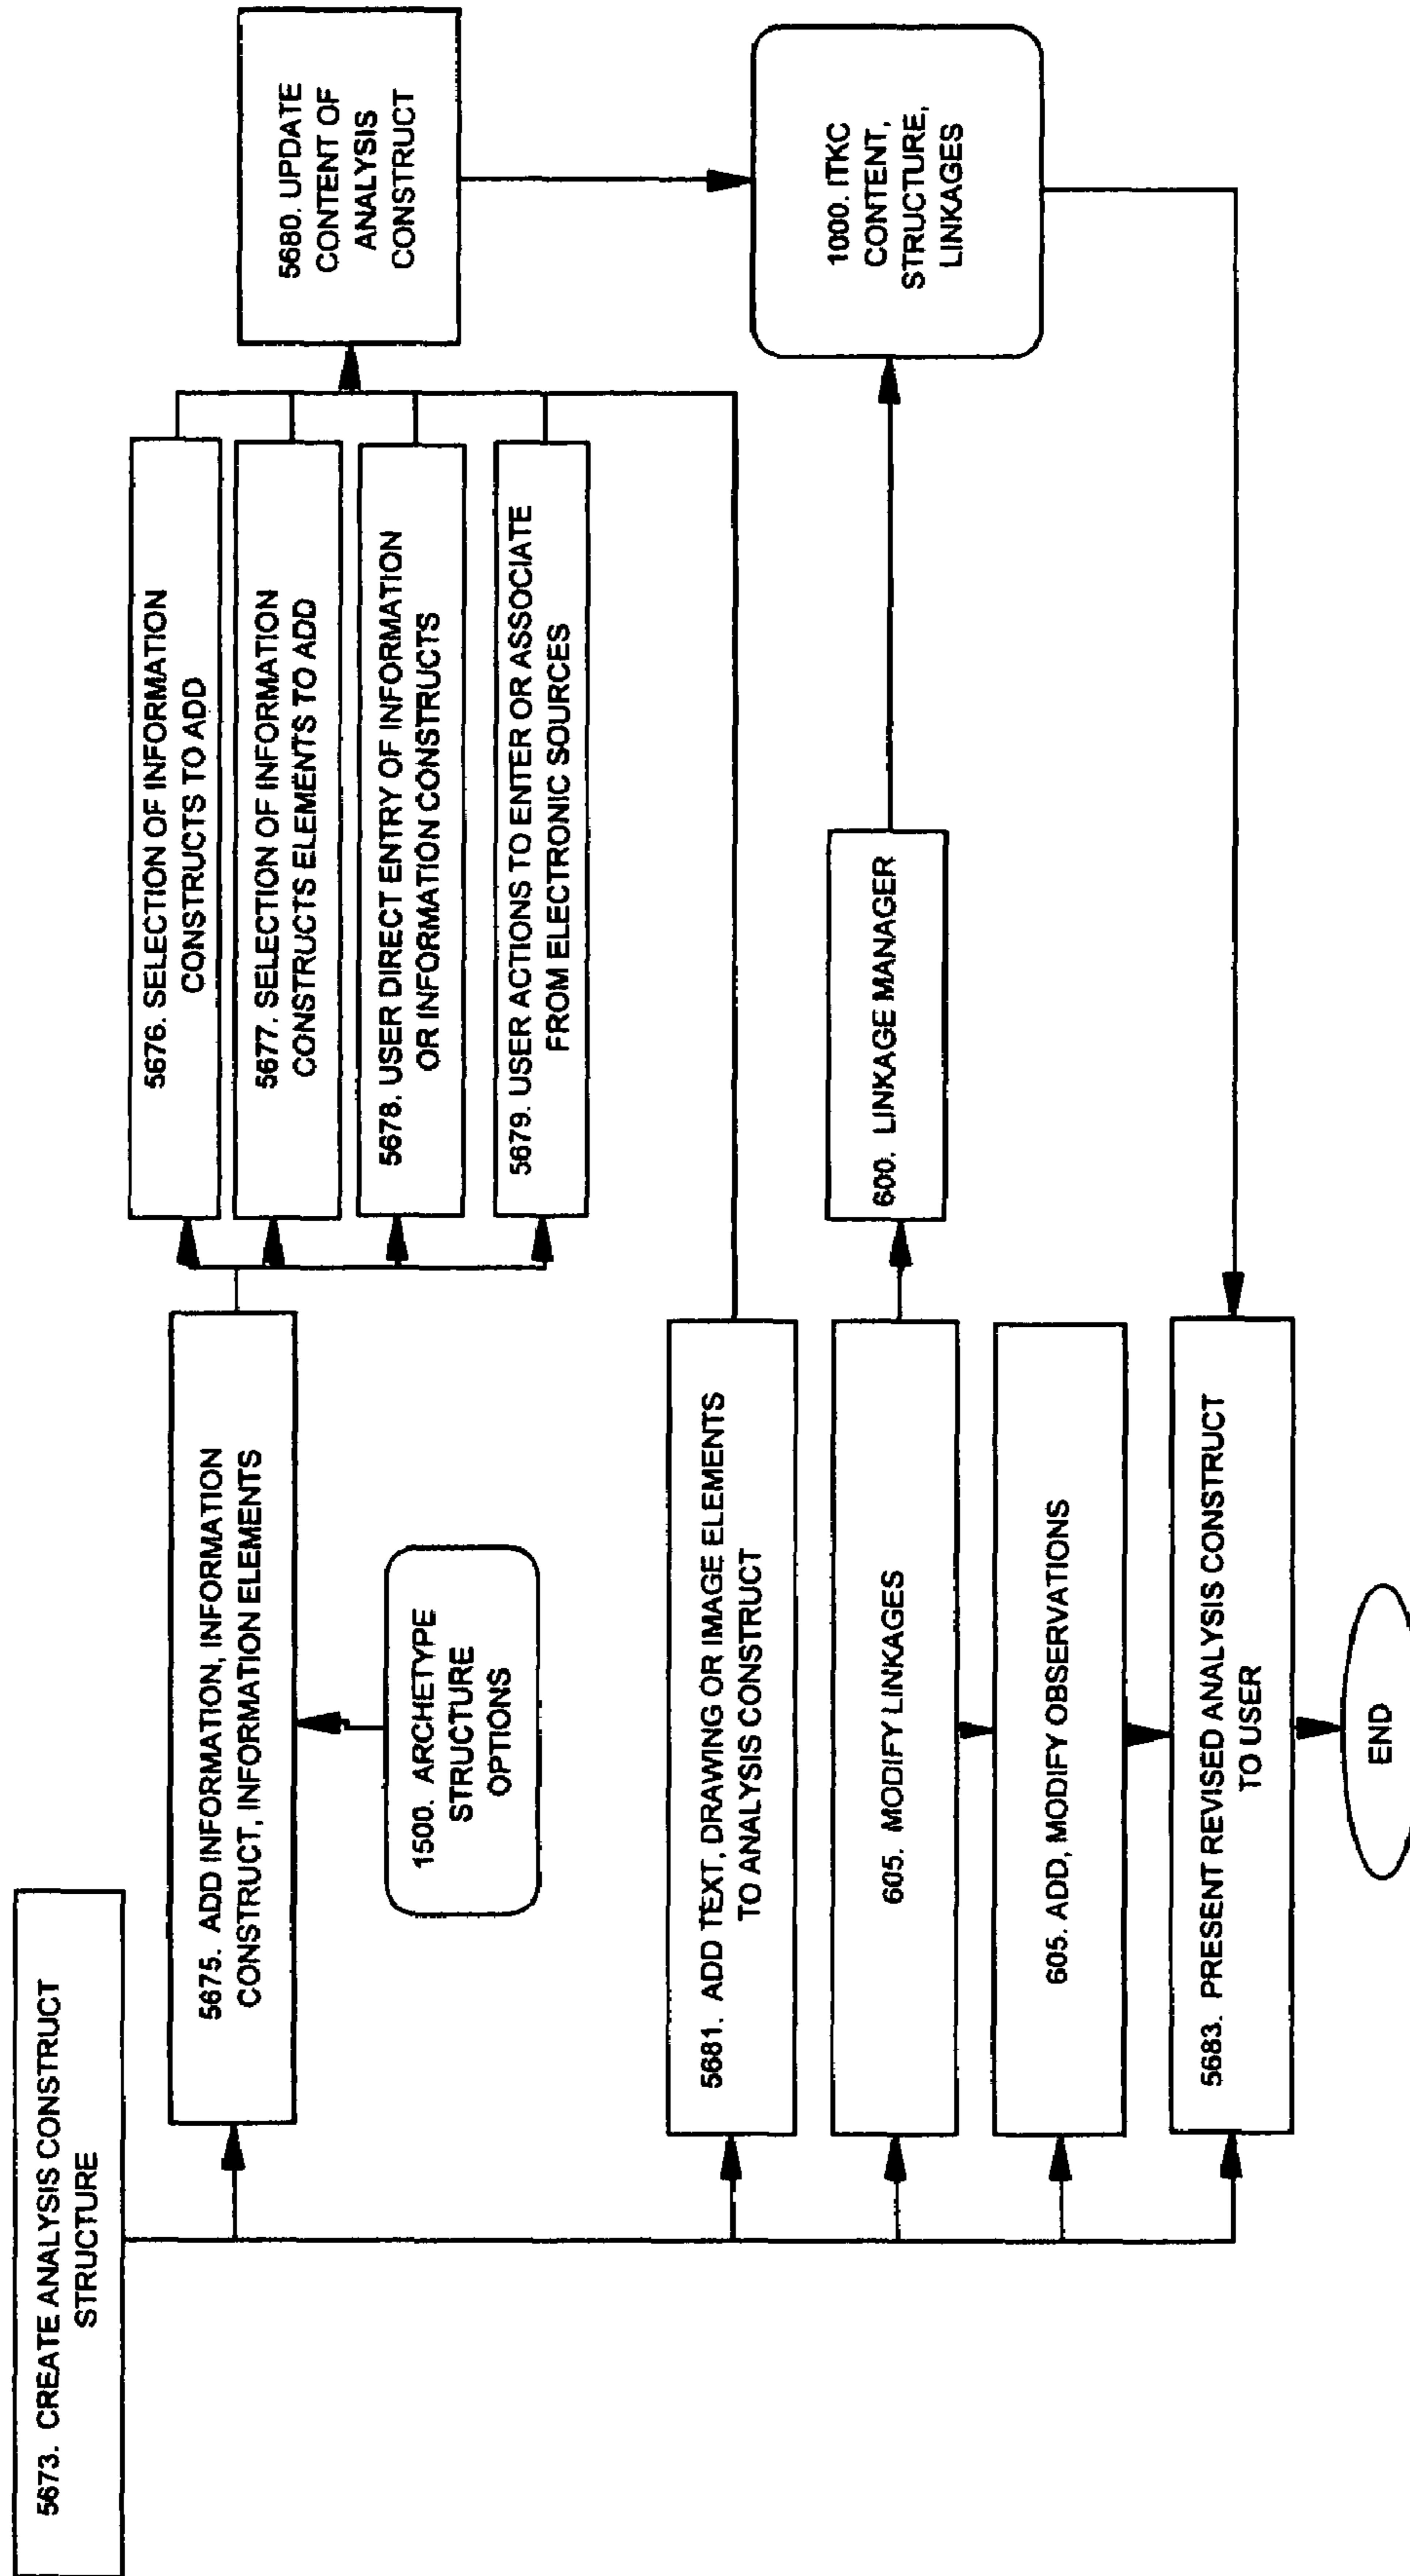 5673. CREATE ANALYSIS CONSTRUCT
STRUCTURE
5675. ADD INFORMATION, INFORMATION
CONSTRUCT, INFORMATION ELEMENTS
1500. ARCHETYPE
STRUCTURE
OPTIONS
5676. SELECTION OF INFORMATION
CONSTRUCTS TO ADD
5677. SELECTION OF INFORMATION
CONSTRUCTS ELEMENTS TO ADD
5678. USER DIRECT ENTRY OF INFORMATION
OR INFORMATION CONSTRUCTS
5679. USER ACTIONS TO ENTER OR ASSOCIATE
FROM ELECTRONIC SOURCES
5680. UPDATE
CONTENT OF
ANALYSIS
CONSTRUCT
5681. ADD TEXT, DRAWING OR IMAGE ELEMENTS
TO ANALYSIS CONSTRUCT
605. MODIFY LINKAGES
600. LINKAGE MANAGER
1000. ITKC
CONTENT,
STRUCTURE,
LINKAGES
605. ADD, MODIFY OBSERVATIONS
5683. PRESENT REVISED ANALYSIS CONSTRUCT
TO USER
END